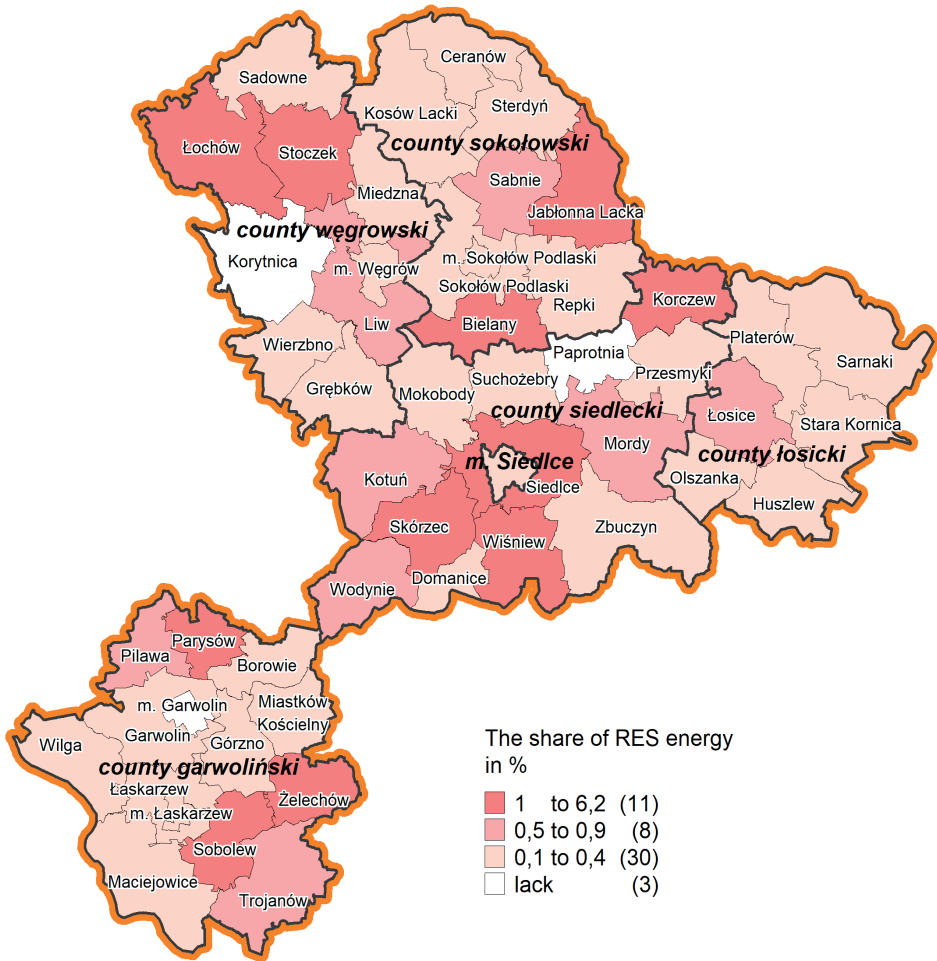 Ceranów
Sadowne
Sterdyń
Kosów Lacki
county sokołowski
Łochów
Stoczek
Sabnie
Miedzna
Jabłonna Lacka
county węgrowski
Korytnica
m. Węgrów
m. Sokołów Podlaski
Sokołów Podlaski
Repki
Korczew
Liw
Bielany
Platerów
Wierzbno
Paprotnia
Sarnaki
Przesmyki
Suchożebry
Grębków
Mokobody
county siedlecki
Łosice
Stara Kornica
Mordy
county łosicki
m. Siedlce
Kotuń
Siedlce
Olszanka
Huszlew
Skórzec
Zbuczyn
Wiśniew
Domanice
Wodynie
Parysów
Pilawa
Borowie
m. Garwolin
Miastków
Kościelny
Garwolin
Górzno
Wilga
county garwoliński
Łaskarzew
Żelechów
m. Łaskarzew
Sobolew
Maciejowice
Trojanów
The share of RES energy
in %
1 to 6,2 (11)
0,5 to 0,9 (8)
0,1 to 0,4 (30)
lack (3)